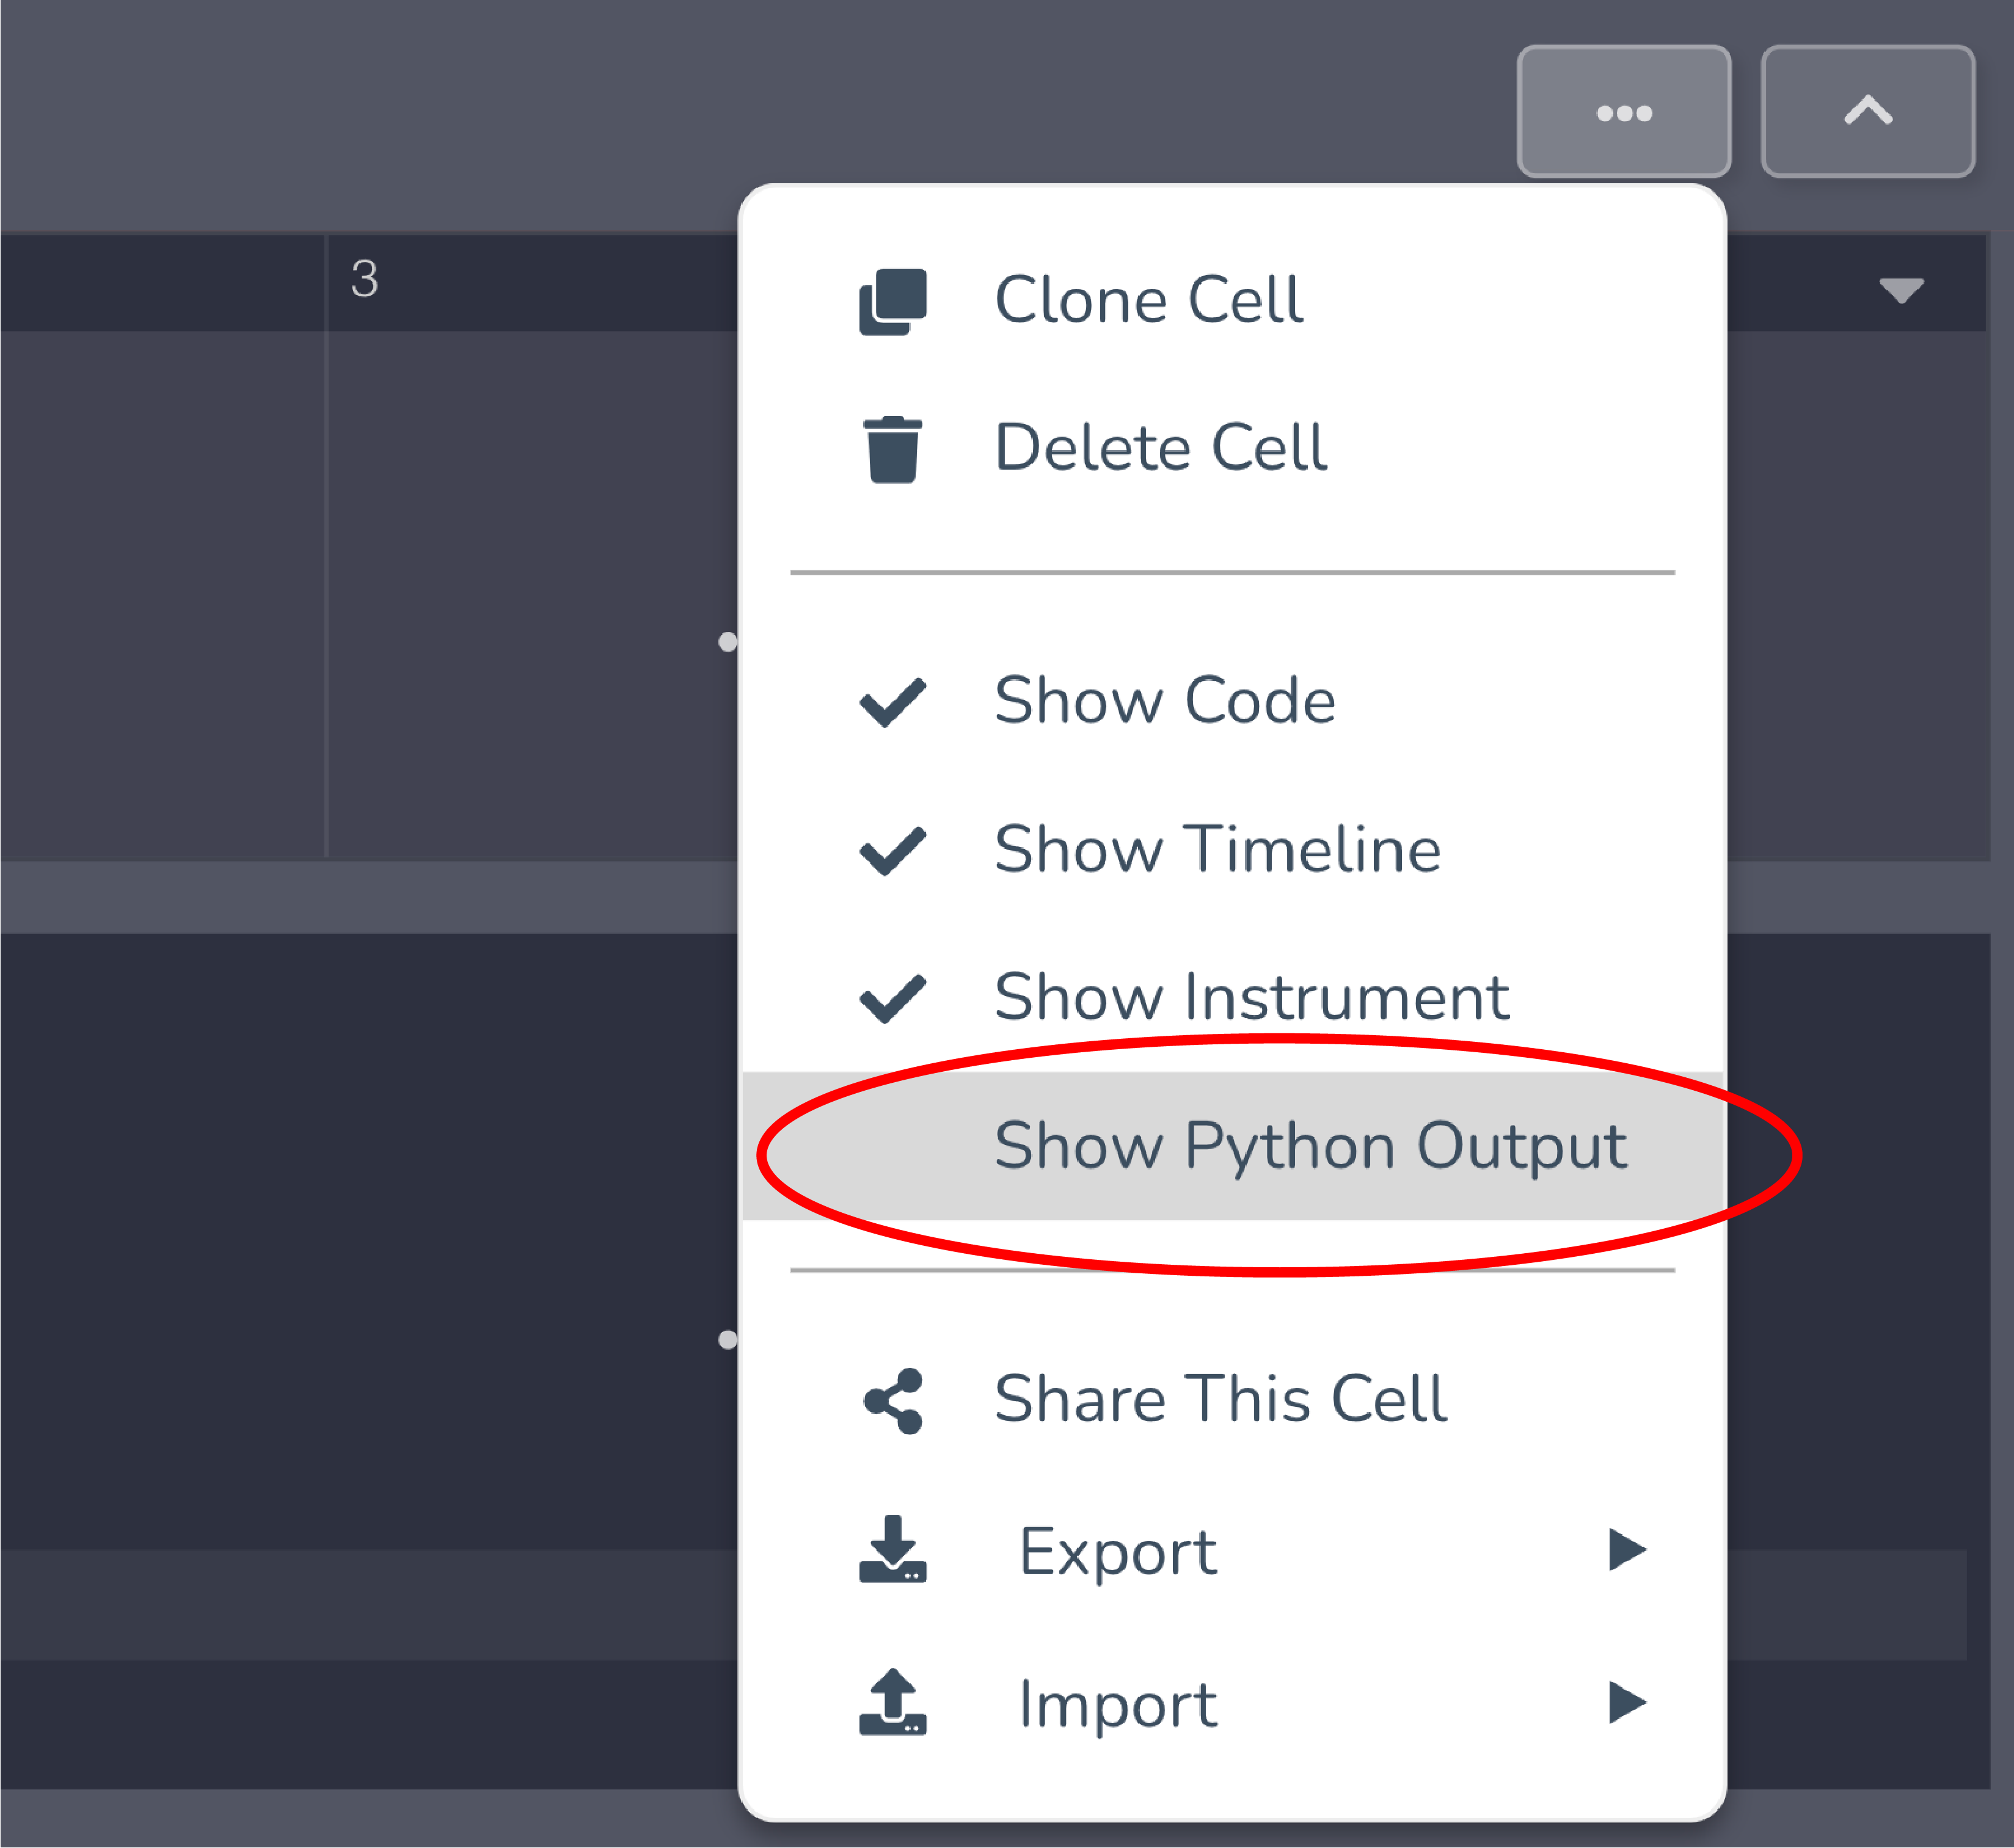 3
Clone Cell
Delete Cell
Show Code
Show Timeline
Show Instrument
Show Python Output
Share This Cell
Export
Import